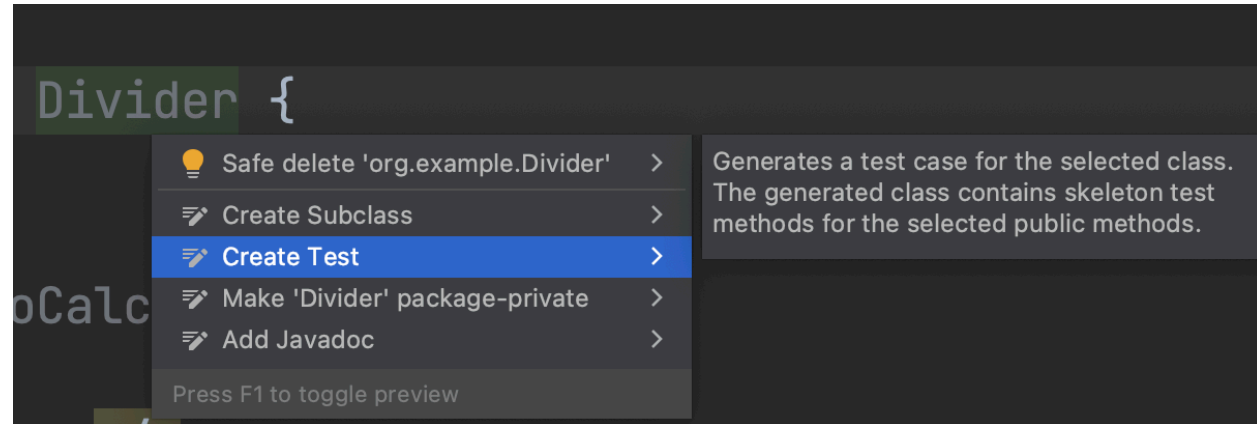 Divider {
Safe delete 'org.example.Divider'
Create Subclass
Create Test
Make 'Divider' package-private
Add Javadoc
Press F1 to toggle preview
Generates a test case for the selected class.
The generated class contains skeleton test
methods for the selected public methods.
oCalc